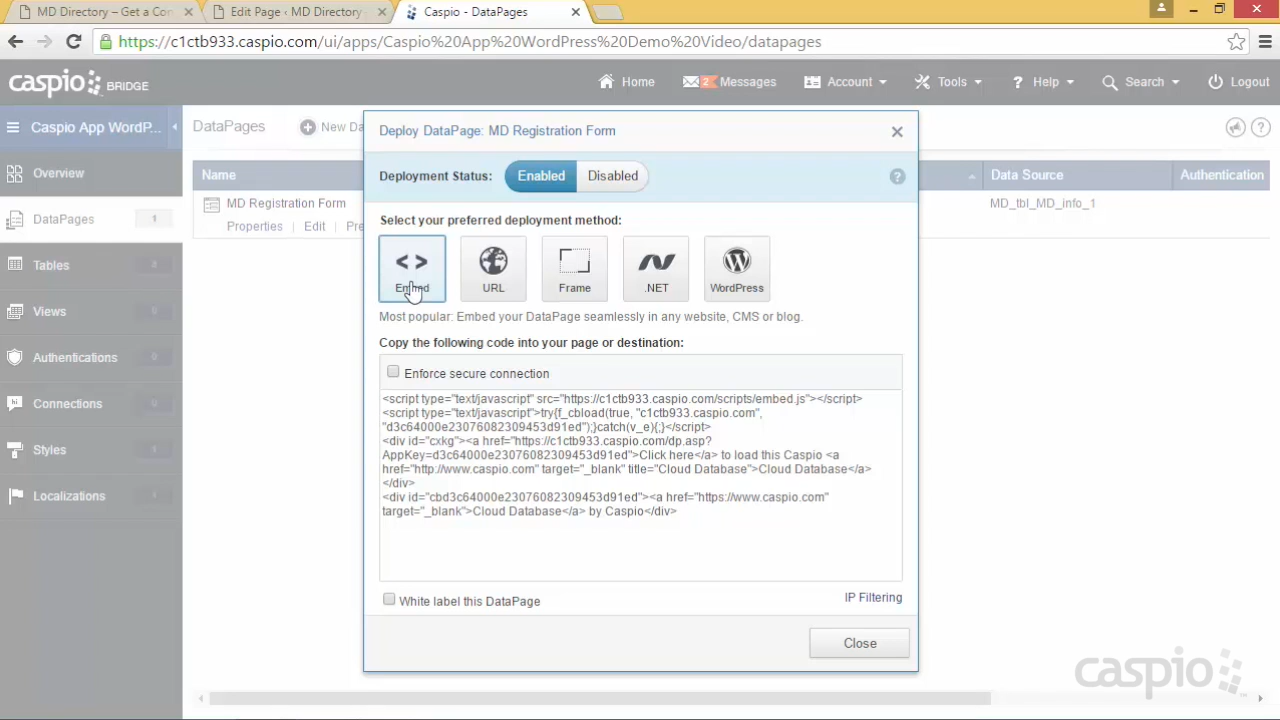 MD Directory – Get a Con
Edit Page ‹ MD Directory
Caspio - DataPages
https://c1ctb933.caspio.com/ui/apps/Caspio%20App%20WordPress%20Demo%20Video/datapages
caspio BRIDGE
Home
2
Messages
Account
Tools
? Help
Search
Logout
Caspio App WordP...
DataPages
New Da
?
Overview
DataPages
1
Tables
Views
Authentications
Connections
Styles
Localizations
Name
Data Source
Authentication
MD Registration Form
MD_tbl_MD_info_1
Properties | Edit | Pre
Deploy DataPage: MD Registration Form
Deployment Status:
Enabled
Disabled
?
Select your preferred deployment method:
Embed
URL
Frame
.NET
WordPress
Most popular: Embed your DataPage seamlessly in any website, CMS or blog.
Copy the following code into your page or destination:
Enforce secure connection
<script type="text/javascript" src="https://c1ctb933.caspio.com/scripts/embed.js"></script>
<script type="text/javascript">try{f_cbload(true, "c1ctb933.caspio.com",
"d3c64000e23076082309453d91ed");}catch(v_e){;}</script>
<div id="cxkg"><a href="https://c1ctb933.caspio.com/dp.asp?
AppKey=d3c64000e23076082309453d91ed">Click here</a> to load this Caspio <a
href="http://www.caspio.com" target="_blank" title="Cloud Database">Cloud Database</a>
</div>
<div id="cbd3c64000e23076082309453d91ed"><a href="https://www.caspio.com"
target="_blank">Cloud Database</a> by Caspio</div>
White label this DataPage
IP Filtering
Close
caspio